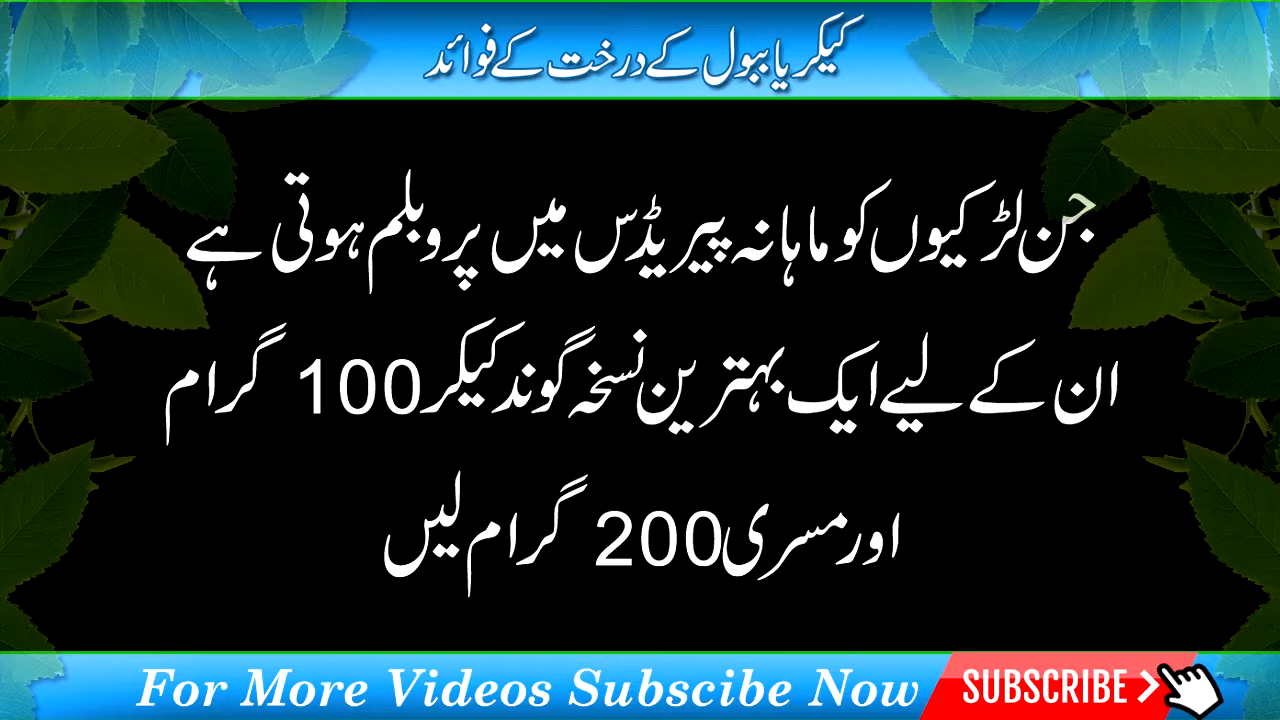 کیکر یا ببول کے درخت کے فوائد
جن لڑکیوں کو ماہانہ پیریڈس میں پروبلم ہوتی ہے
ان کے لیے ایک بہترین نسخہ گوند کیکر 100 گرام
اور مسری 200 گرام لیں
For More Videos Subscibe Now
SUBSCRIBE